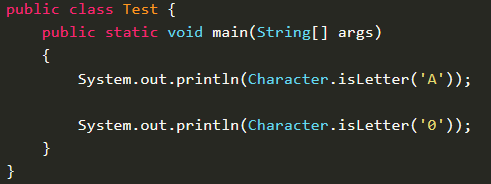 public class Test {
    public static void main(String[] args)
    {
        System.out.println(Character.isLetter('A'));
        System.out.println(Character.isLetter('0'));
    }
}